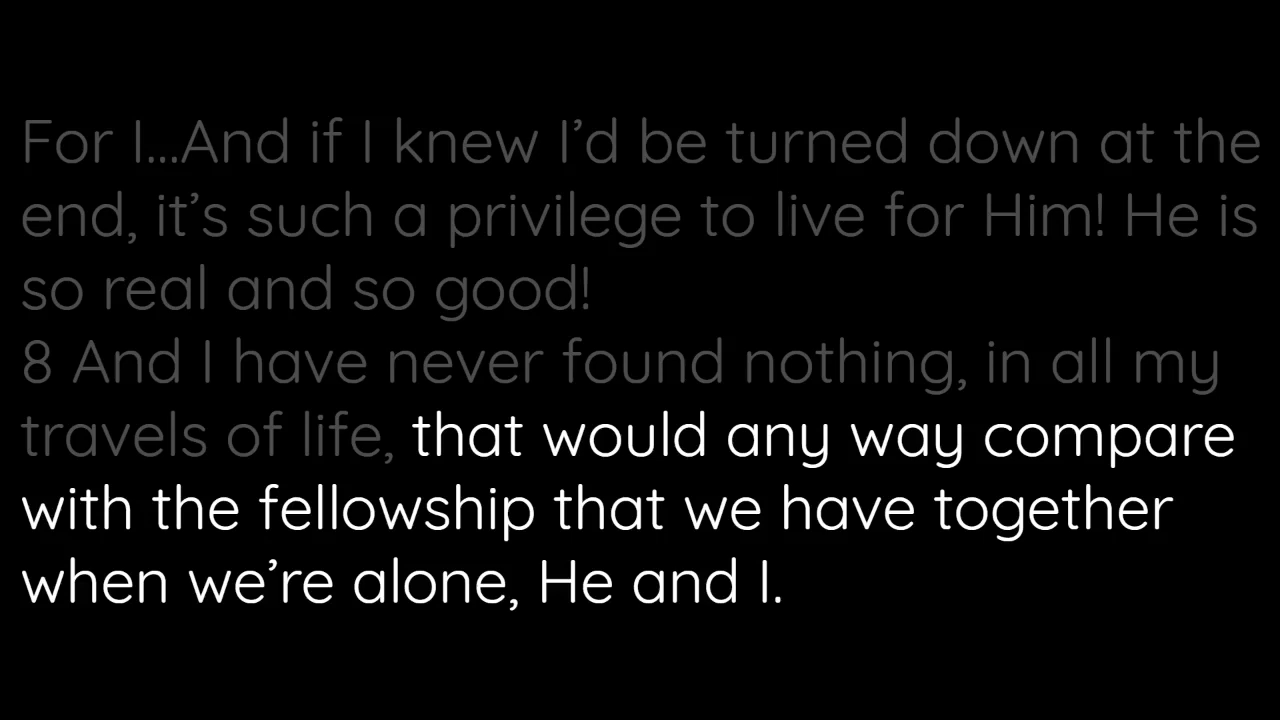 For I...And if I knew I’d be turned down at the
end, it’s such a privilege to live for Him! He is
so real and so good!
8 And I have never found nothing, in all my
travels of life, that would any way compare
with the fellowship that we have together
when we’re alone, He and I.